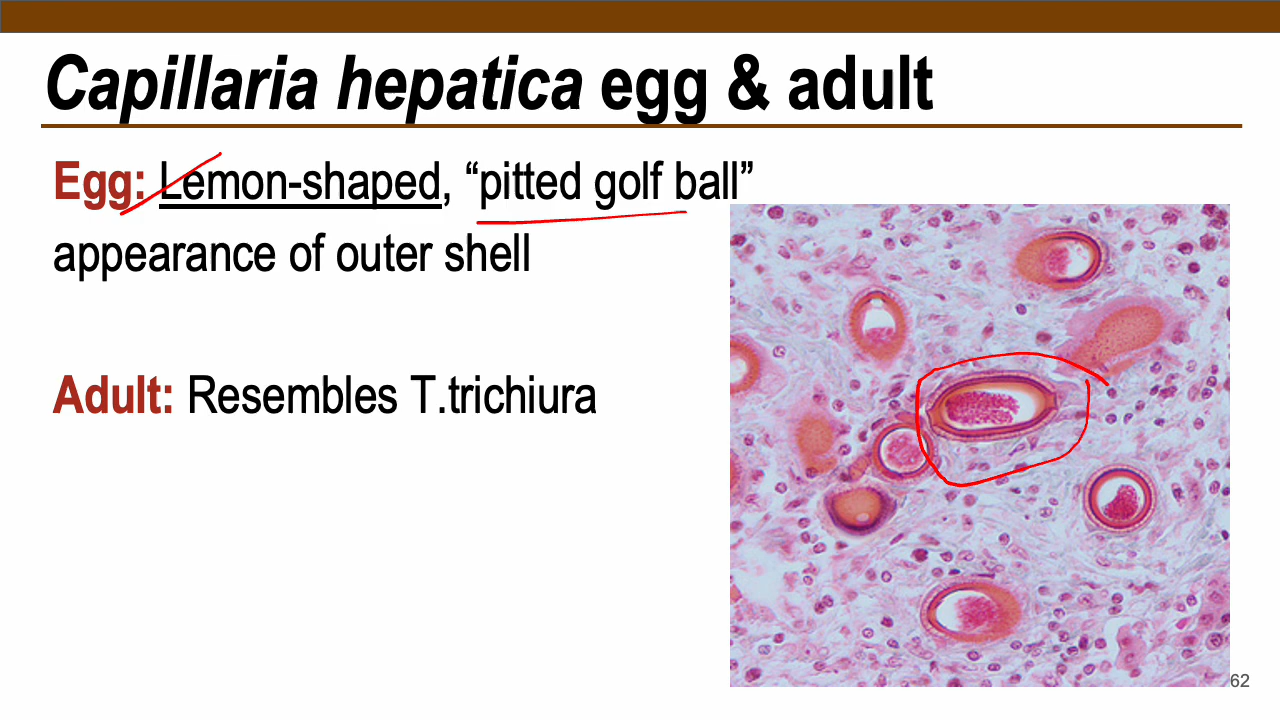 Capillaria hepatica egg & adult
Egg: Lemon-shaped, “pitted golf ball”
appearance of outer shell
Adult: Resembles T.trichiura
62